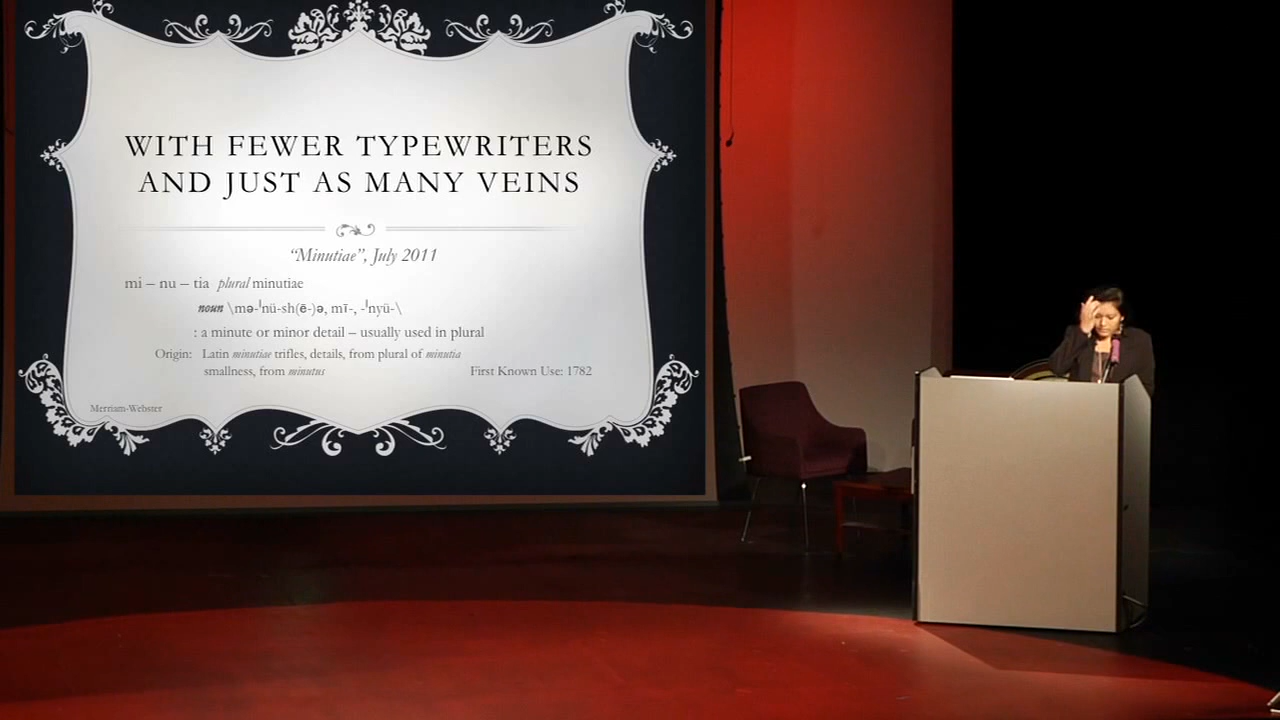 WITH FEWER TYPEWRITERS
AND JUST AS MANY VEINS
“Minutiae”, July 2011
mi – nu – tia plural minutiae
noun \mə-ˈnü-sh(ē-)ə, mī-, -ˈnyü-\
: a minute or minor detail – usually used in plural
Origin: Latin minutiae trifles, details, from plural of minutia
smallness, from minutus First Known Use: 1782
Merriam-Webster